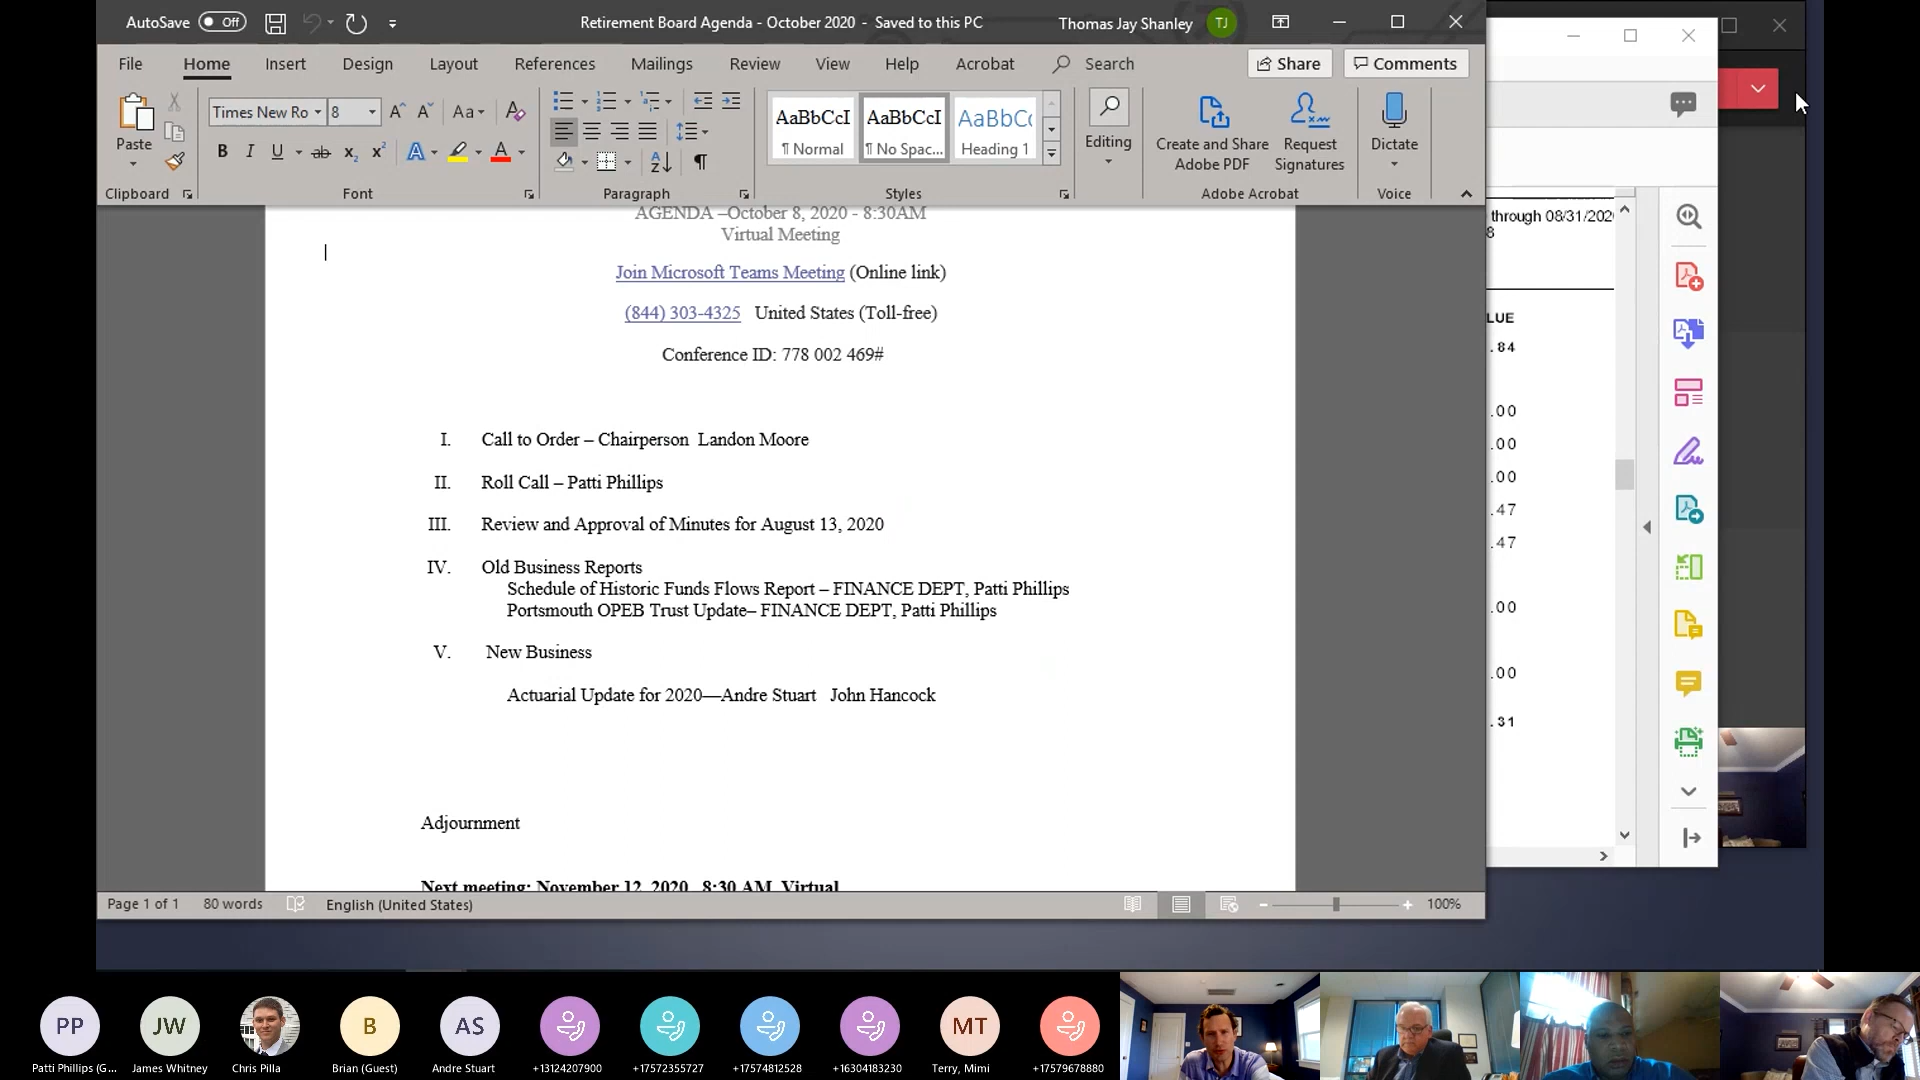 AutoSave Off
Retirement Board Agenda - October 2020 - Saved to this PC
Thomas Jay Shanley TJ
File Home Insert Design Layout References Mailings Review View Help Acrobat Search Share Comments
Times New Ro 8
Paste
Clipboard
Font
Paragraph
AaBbCcI AaBbCcI AaBbC
¶ Normal ¶ No Spac... Heading 1
Styles
Editing
Create and Share Adobe PDF
Request Signatures
Adobe Acrobat
Dictate
Voice
through 08/31/202
8
LUE
.84
.00
.00
.00
.47
.47
.00
.00
.31
AGENDA –October 8, 2020 - 8:30AM
Virtual Meeting
Join Microsoft Teams Meeting (Online link)
(844) 303-4325 United States (Toll-free)
Conference ID: 778 002 469#
I. Call to Order – Chairperson Landon Moore
II. Roll Call – Patti Phillips
III. Review and Approval of Minutes for August 13, 2020
IV. Old Business Reports
Schedule of Historic Funds Flows Report – FINANCE DEPT, Patti Phillips
Portsmouth OPEB Trust Update– FINANCE DEPT, Patti Phillips
V. New Business
Actuarial Update for 2020—Andre Stuart John Hancock
Adjournment
Next meeting: November 12, 2020 8:30 AM Virtual
Page 1 of 1 80 words English (United States) 100%
PP JW B AS MT
Patti Phillips (G... James Whitney Chris Pilla Brian (Guest) Andre Stuart +13124207900 +17572355727 +17574812528 +16304183230 Terry, Mimi +17579678880